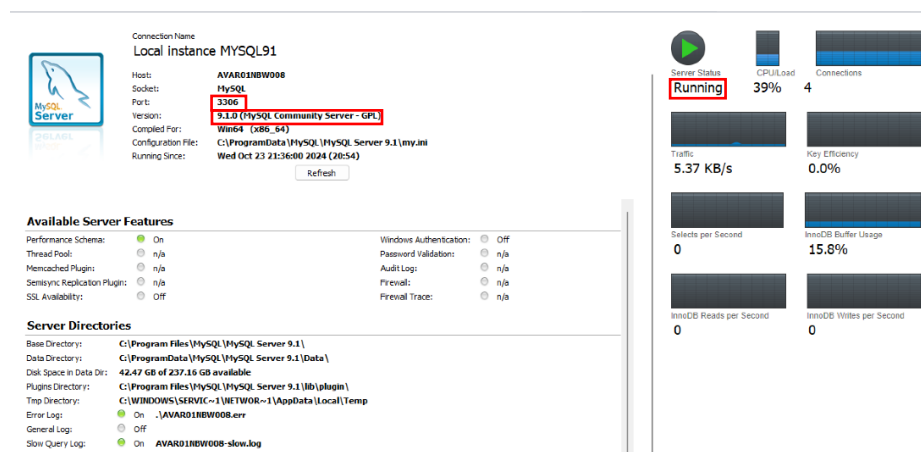 Connection Name
Local instance MYSQL91
Host: AVAR01NBW008
Socket: MySQL
Port: 3306
Version: 9.1.0 (MySQL Community Server - GPL)
Compiled For: Win64 (x86_64)
Configuration File: C:\ProgramData\MySQL\MySQL Server 9.1\my.ini
Running Since: Wed Oct 23 21:36:00 2024 (20:54)
Refresh
MySQL
Server
Available Server Features
Performance Schema: On
Thread Pool: n/a
Memcached Plugin: n/a
Semisync Replication Plugin: n/a
SSL Availability: Off
Windows Authentication: Off
Password Validation: n/a
Audit Log: n/a
Firewall: n/a
Firewall Trace: n/a
Server Directories
Base Directory: C:\Program Files\MySQL\MySQL Server 9.1\
Data Directory: C:\ProgramData\MySQL\MySQL Server 9.1\Data\
Disk Space in Data Dir: 42.47 GB of 237.16 GB available
Plugins Directory: C:\Program Files\MySQL\MySQL Server 9.1\lib\plugin\
Tmp Directory: C:\WINDOWS\SERVIC~1\NETWOR~1\AppData\Local\Temp
Error Log: On .\AVAR01NBW008.err
General Log: Off
Slow Query Log: On AVAR01NBW008-slow.log
Server Status
Running
CPU/Load
39%
Connections
4
Traffic
5.37 KB/s
Key Efficiency
0.0%
Selects per Second
0
InnoDB Buffer Usage
15.8%
InnoDB Reads per Second
0
InnoDB Writes per Second
0